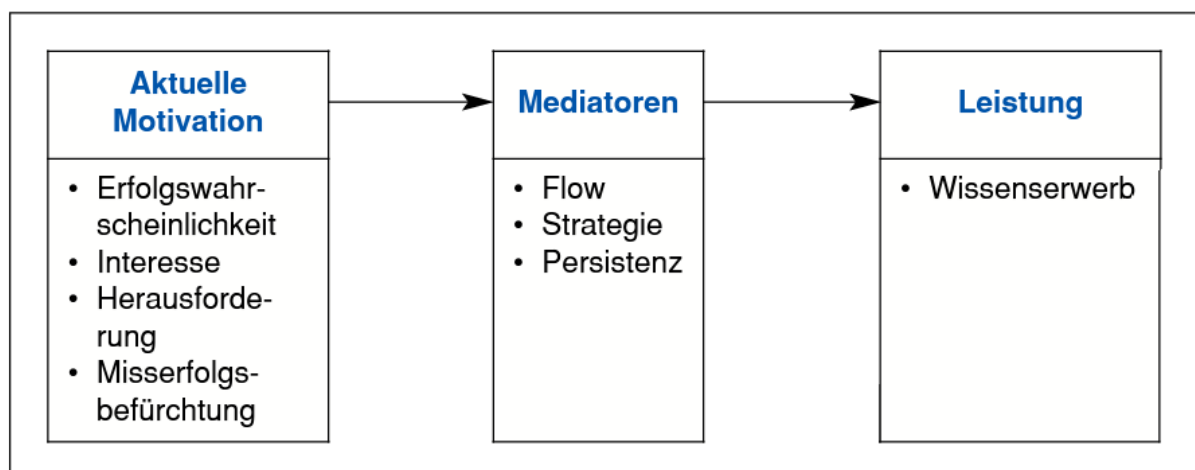 Aktuelle
Motivation
• Erfolgswahr-
scheinlichkeit
• Interesse
• Herausforde-
rung
• Misserfolgs-
befürchtung
Mediatoren
• Flow
• Strategie
• Persistenz
Leistung
• Wissenserwerb